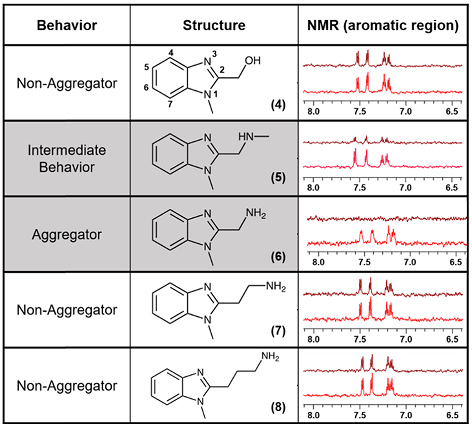 Behavior Structure NMR (aromatic region)
Non-Aggregator
4 5 6 7 3 2 1 N N OH
(4)
8.0 7.5 7.0 6.5
Intermediate
Behavior
N N HN
(5)
8.0 7.5 7.0 6.5
Aggregator
N N NH2
(6)
8.0 7.5 7.0 6.5
Non-Aggregator
N N NH2
(7)
8.0 7.5 7.0 6.5
Non-Aggregator
N N NH2
(8)
8.0 7.5 7.0 6.5